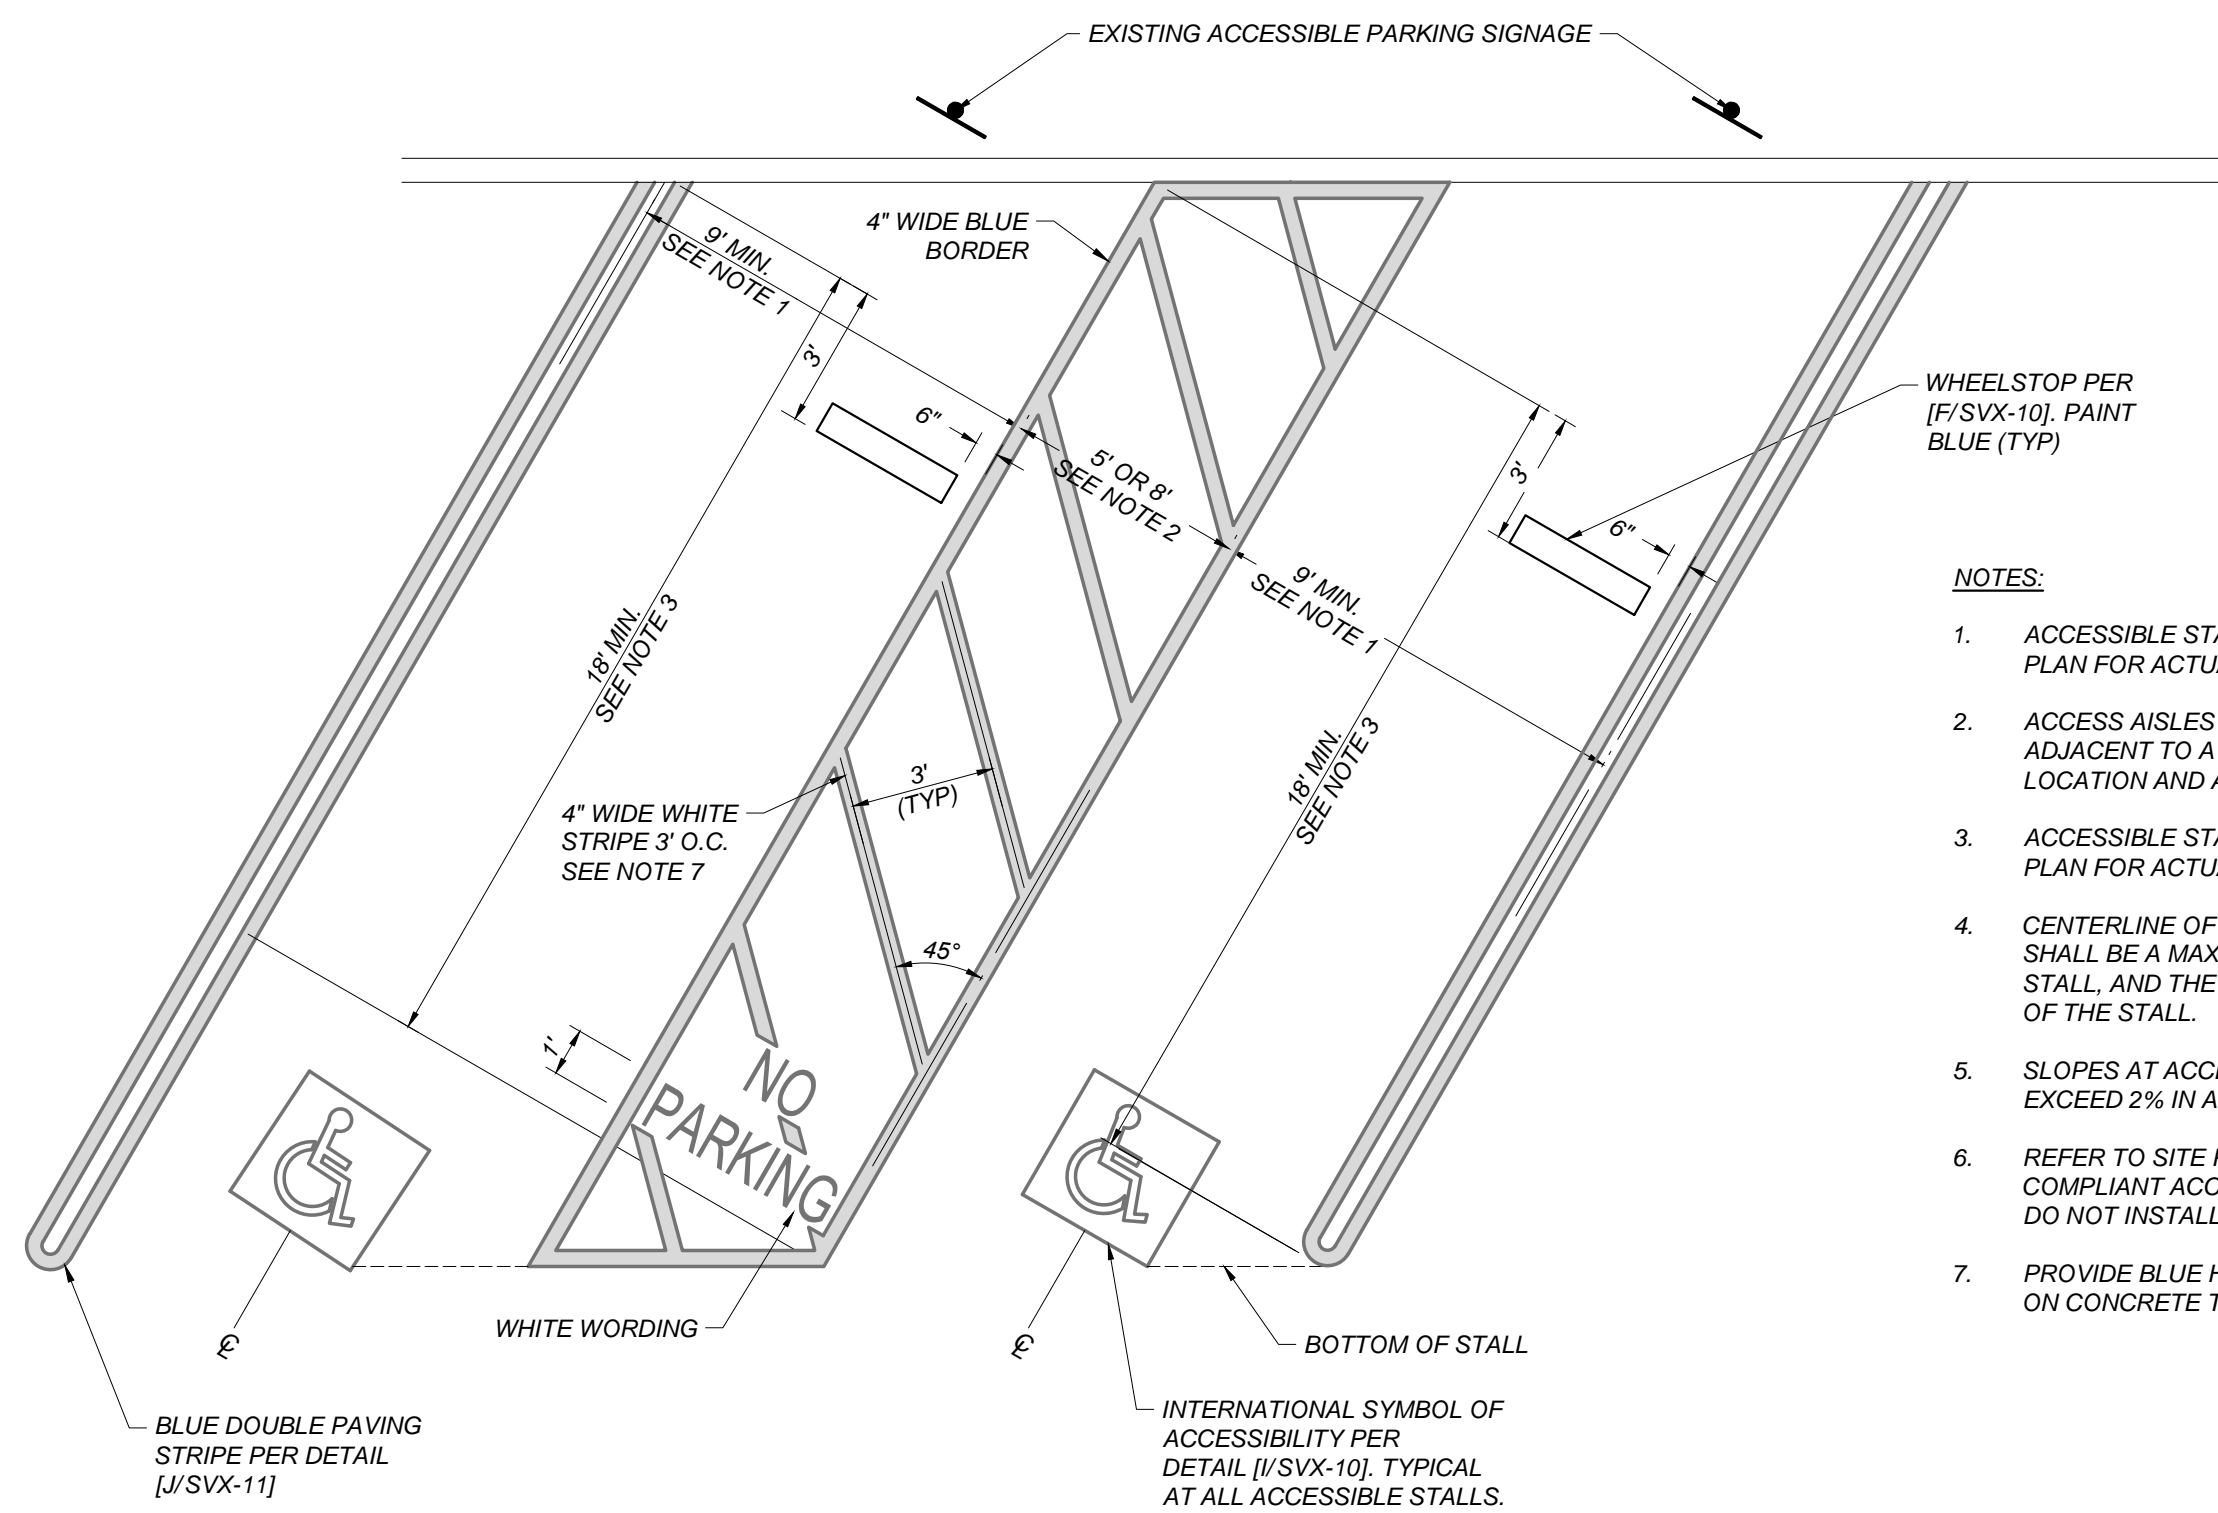 EXISTING ACCESSIBLE PARKING SIGNAGE
4" WIDE BLUE
BORDER
9' MIN.
SEE NOTE 1
3'
6"
5' OR 8'
SEE NOTE 2
3'
6"
9' MIN.
SEE NOTE 1
WHEELSTOP PER
[F/SVX-10]. PAINT
BLUE (TYP)
18' MIN.
SEE NOTE 3
18' MIN.
SEE NOTE 3
3'
(TYP)
4" WIDE WHITE
STRIPE 3' O.C.
SEE NOTE 7
45°
1'
NO
PARKING
WHITE WORDING
BOTTOM OF STALL
BLUE DOUBLE PAVING
STRIPE PER DETAIL
[J/SVX-11]
INTERNATIONAL SYMBOL OF
ACCESSIBILITY PER
DETAIL [I/SVX-10]. TYPICAL
AT ALL ACCESSIBLE STALLS.
NOTES:
1. ACCESSIBLE
PLAN FOR
2. ACCESS AISLES
ADJACENT TO A
LOCATION AND
3. ACCESSIBLE
PLAN FOR
4. CENTERLINE OF
SHALL BE A MAX
STALL, AND THE
OF THE STALL.
5. SLOPES AT
EXCEED 2% IN
6. REFER TO SITE
COMPLIANT
DO NOT INSTALL
7. PROVIDE BLUE
ON CONCRETE